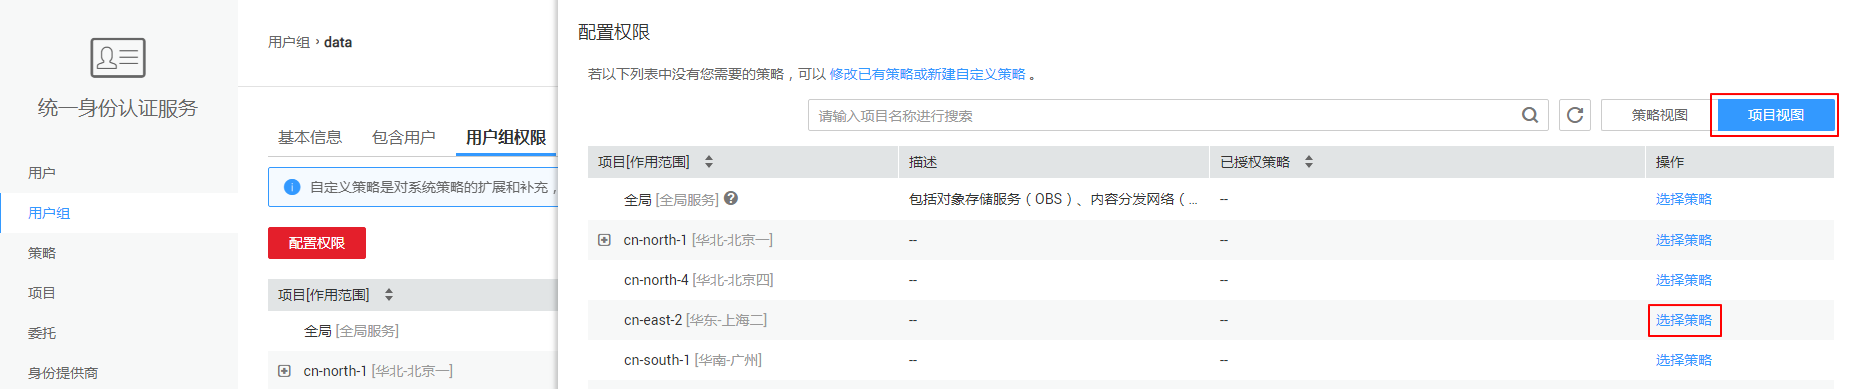 统一身份认证服务
用户
用户组
策略
项目
委托
身份提供商
用户组 › data
基本信息 包含用户 用户组权限
自定义策略是对系统策略的扩展和补充，
配置权限
项目[作用范围]
全局 [全局服务]
cn-north-1 [华北-北京一]
配置权限
若以下列表中没有您需要的策略，可以 修改已有策略或新建自定义策略 。
请输入项目名称进行搜索 策略视图 项目视图
项目[作用范围] 描述 已授权策略 操作
全局 [全局服务] 包括对象存储服务（OBS）、内容分发网络（... -- 选择策略
cn-north-1 [华北-北京一] -- -- 选择策略
cn-north-4 [华北-北京四] -- -- 选择策略
cn-east-2 [华东-上海二] -- -- 选择策略
cn-south-1 [华南-广州] -- -- 选择策略